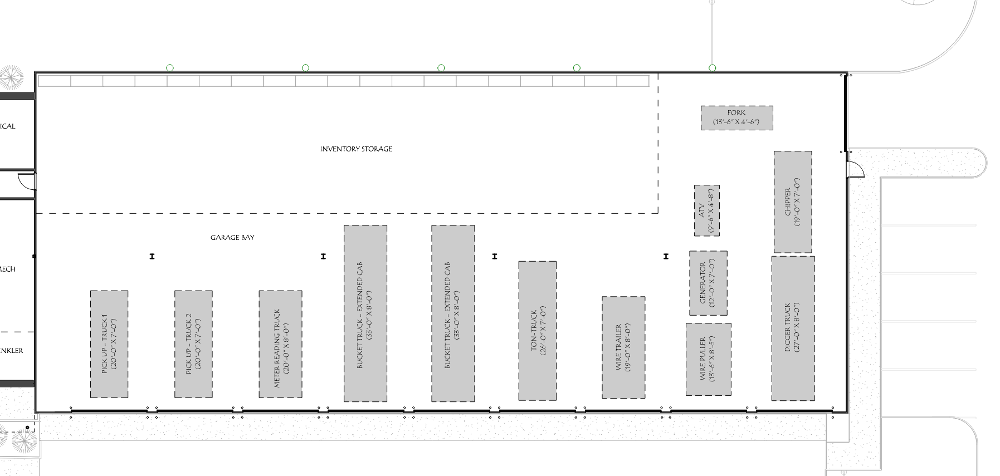 ICAL
FORK
(13'-6" X 4'-6")
INVENTORY STORAGE
CHIPPER
(19'-0" X 7'-0")
ATV
(9'-6" X 4'-8")
GARAGE BAY
MECH
GENERATOR
(12'-0" X 7'-0")
PICK UP - TRUCK 1
(20'-0" X 7'-0")
PICK UP - TRUCK 2
(20'-0" X 7'-0")
METER READING TRUCK
(20'-0" X 8'-0")
BUCKET TRUCK - EXTENDED CAB
(33'-0" X 8'-0")
BUCKET TRUCK - EXTENDED CAB
(33'-0" X 8'-0")
TON-TRUCK
(26'-0" X 7'-0")
WIRE TRAILER
(19'-0" X 8'-0")
WIRE PULLER
(13'-6" X 8'-5")
DIGGER TRUCK
(27'-0" X 8'-0")
NKLER